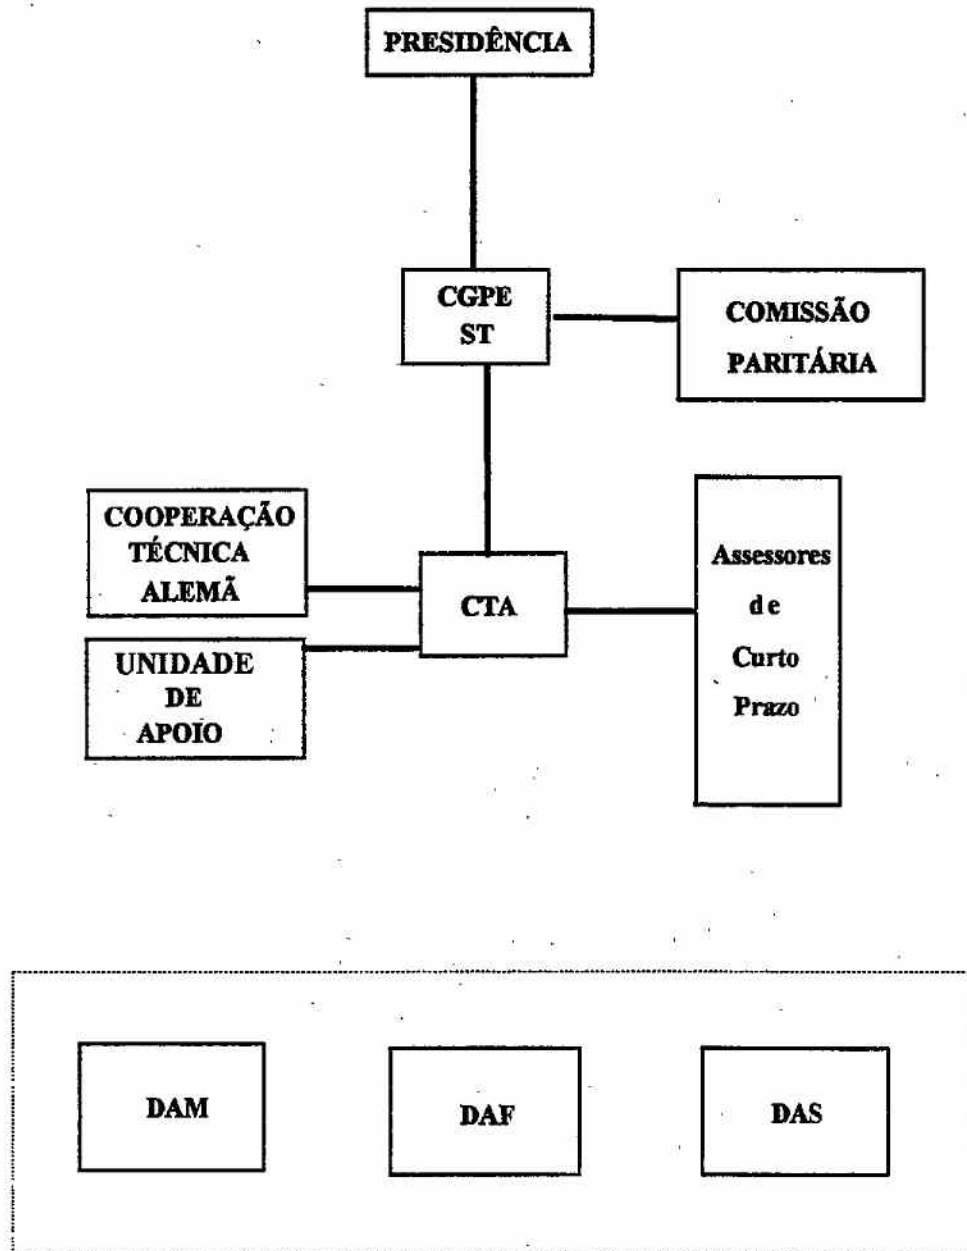 PRESIDÊNCIA
CGPE
ST
COMISSÃO
PARITÁRIA
COOPERAÇÃO
TÉCNICA
ALEMÃ
UNIDADE
DE
APOIO
CTA
Assessores
de
Curto
Prazo
DAM
DAF
DAS